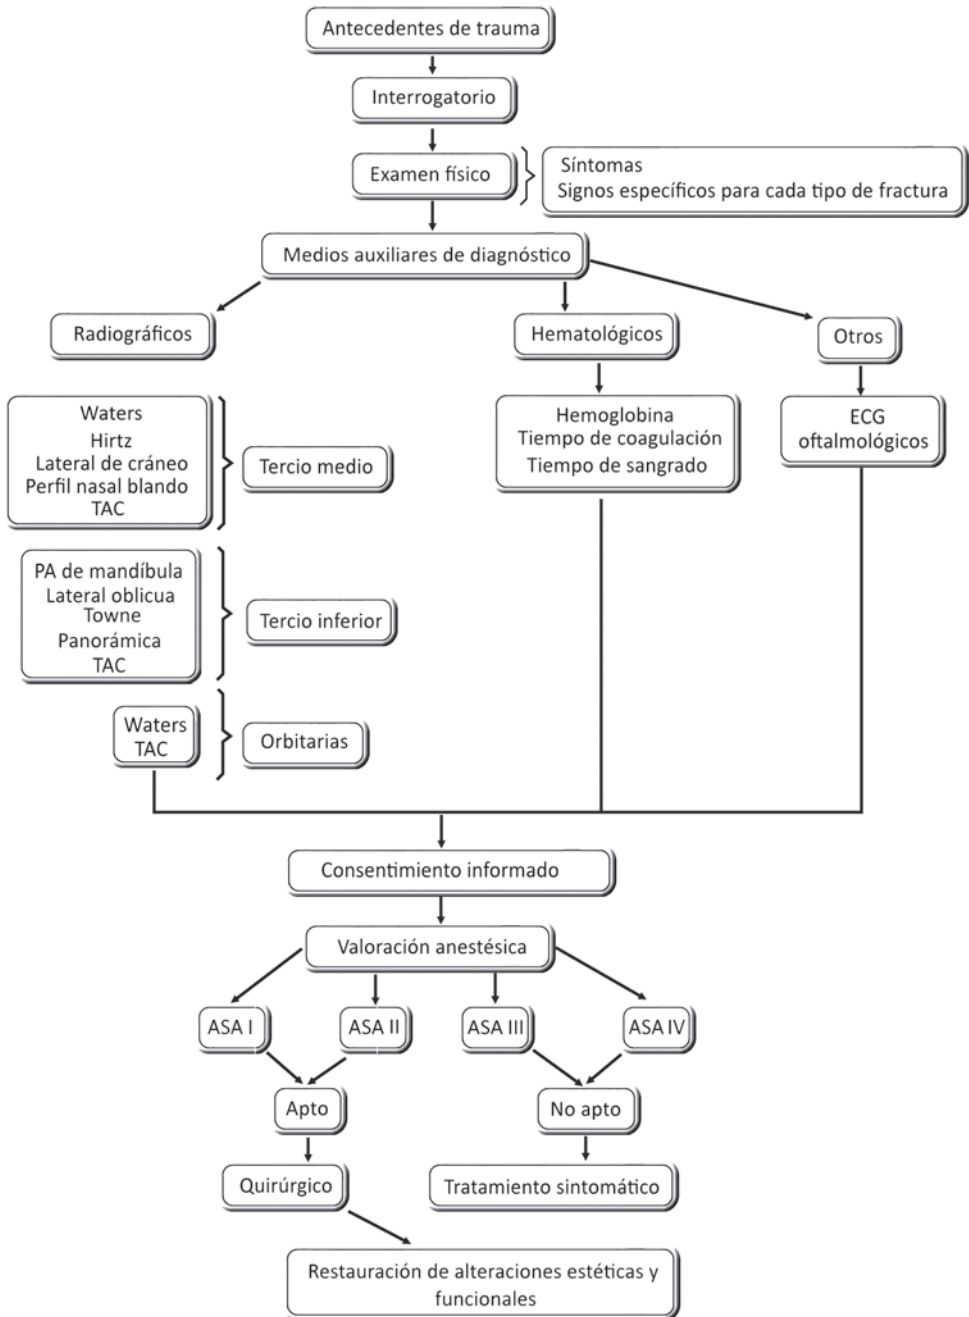 Antecedentes de trauma
Interrogatorio
Examen físico
Síntomas
Signos específicos para cada tipo de fractura
Medios auxiliares de diagnóstico
Radiográficos
Hematológicos
Otros
Waters
Hirtz
Lateral de cráneo
Perfil nasal blando
TAC
Tercio medio
Hemoglobina
Tiempo de coagulación
Tiempo de sangrado
ECG
oftalmológicos
PA de mandíbula
Lateral oblicua
Towne
Panorámica
TAC
Tercio inferior
Waters
TAC
Orbitarias
Consentimiento informado
Valoración anestésica
ASA I
ASA II
ASA III
ASA IV
Apto
No apto
Quirúrgico
Tratamiento sintomático
Restauración de alteraciones estéticas y
funcionales